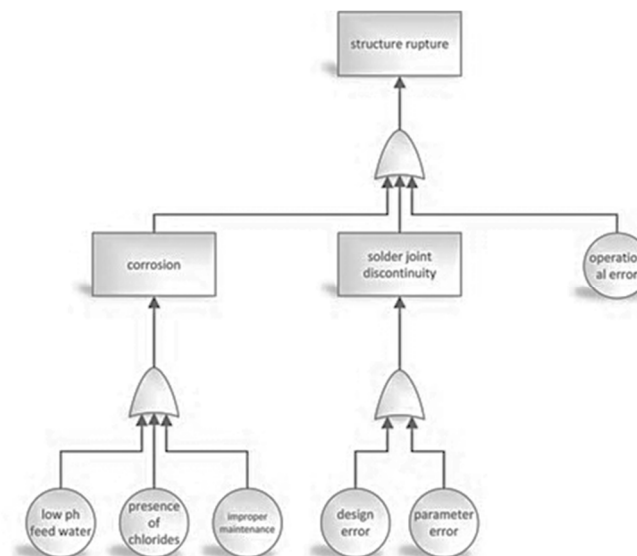 structure rupture
corrosion
solder joint
discontinuity
operation
al error
low ph
feed water
presence
of
chlorides
improper
maintenance
design
error
parameter
error